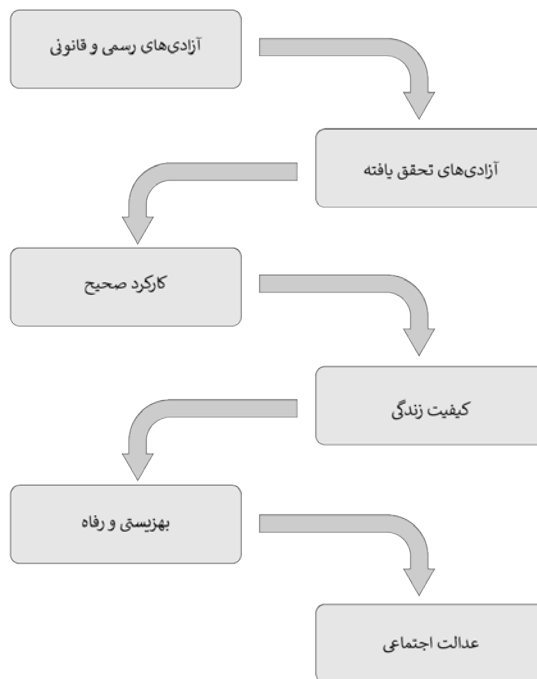 آزادی‌های رسمی و قانونی
آزادی‌های تحقق یافته
کارکرد صحیح
کیفیت زندگی
بهزیستی و رفاه
عدالت اجتماعی